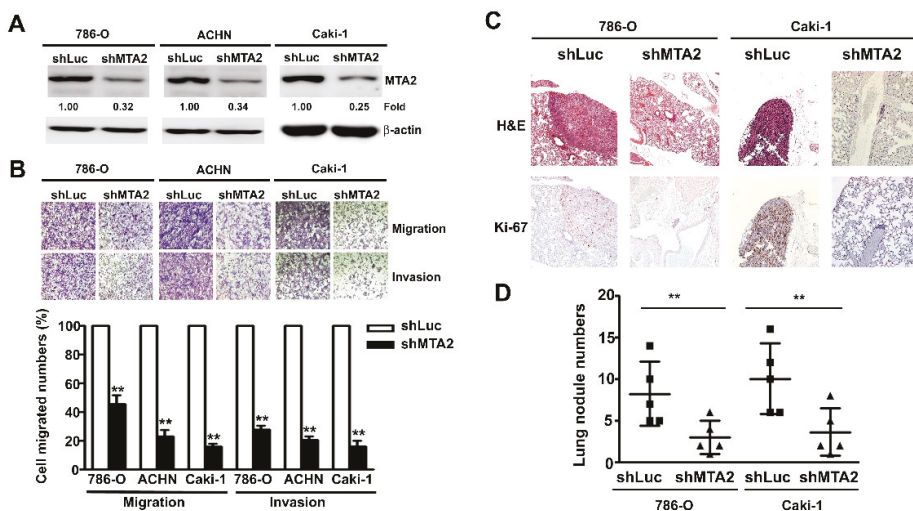 A
786-O ACHN Caki-1
shLuc shMTA2 shLuc shMTA2 shLuc shMTA2
MTA2
1.00 0.32 1.00 0.34 1.00 0.25 Fold
β-actin
B
786-O ACHN Caki-1
shLuc shMTA2 shLuc shMTA2 shLuc shMTA2
Migration
Invasion
Cell migrated numbers (%)
100
80
60
40
20
0
shLuc
shMTA2
** ** ** ** ** **
786-O ACHN Caki-1 786-O ACHN Caki-1
Migration Invasion
C
786-O Caki-1
shLuc shMTA2 shLuc shMTA2
H&E
Ki-67
D
Lung nodule numbers
20
15
10
5
0
** **
shLuc shMTA2 shLuc shMTA2
786-O Caki-1